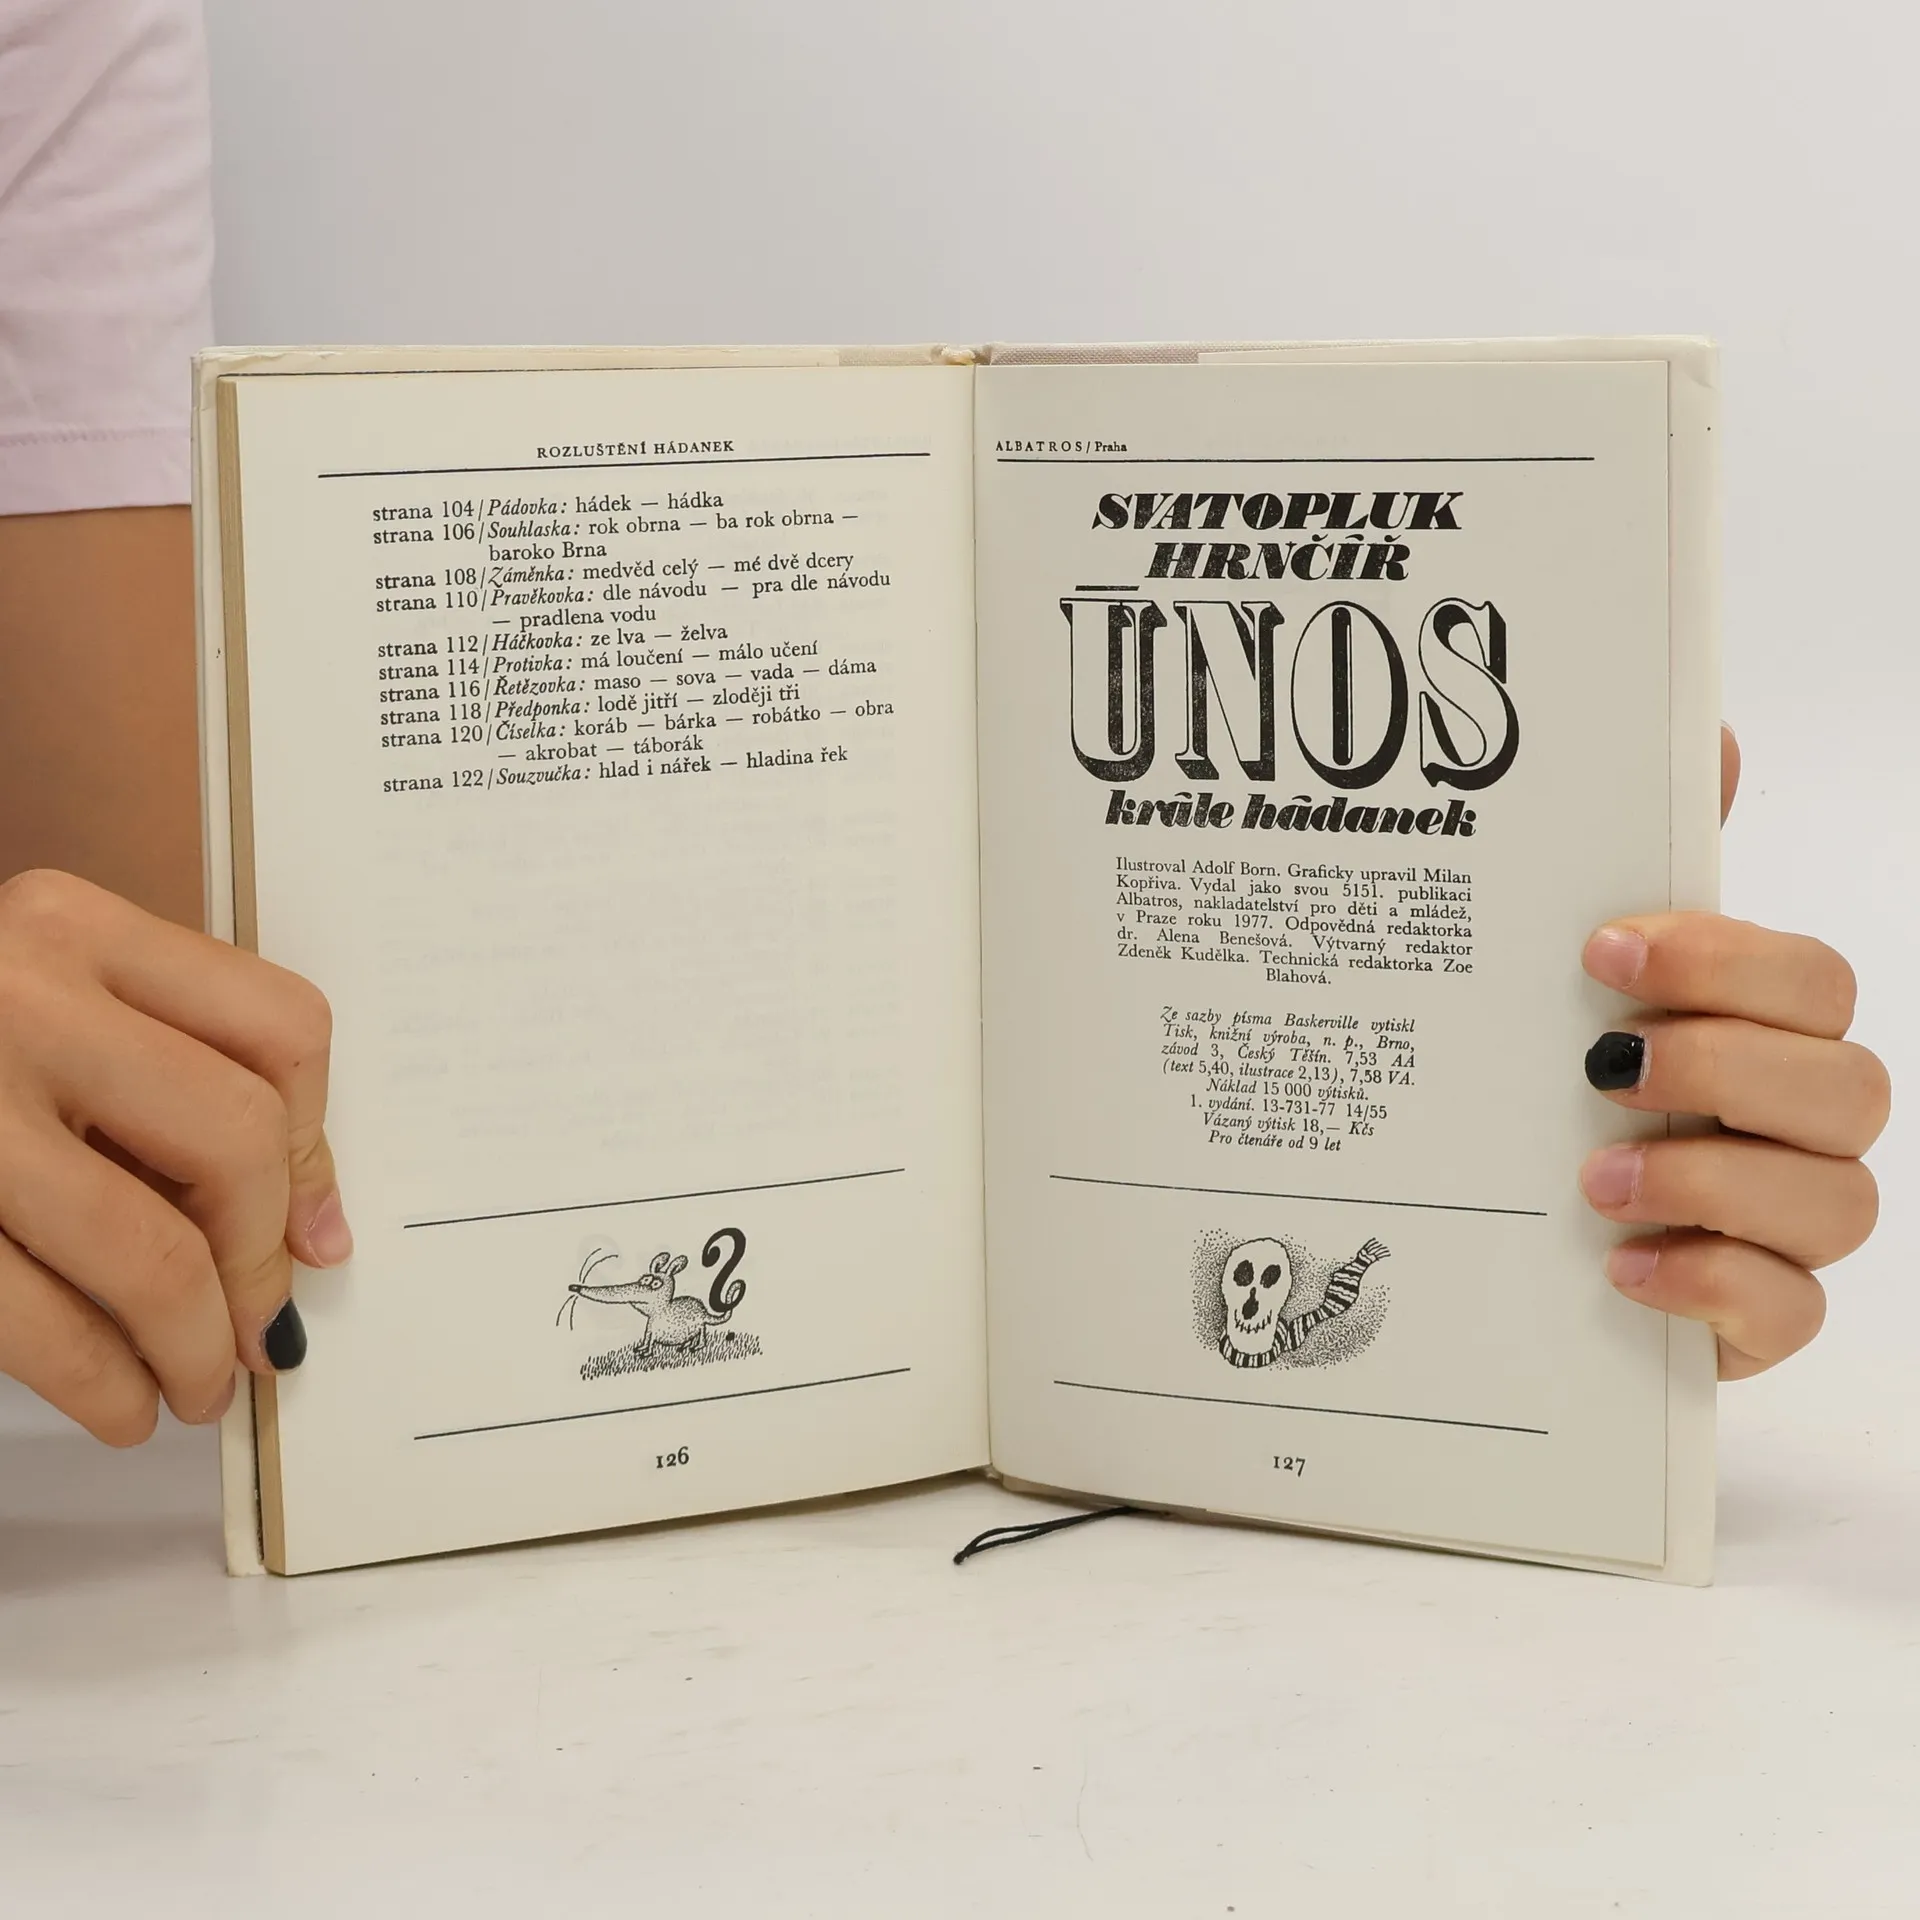 ROZLUŠTĚNÍ HÁDANEK
strana 104/Pádovka: hádek — hádka
strana 106/Souhlaska: rok obrna — ba rok obrna —
baroko Brna
strana 108/Záměnka: medvěd celý — mé dvě dcery
strana 110/Pravěkovka: dle návodu — pra dle návodu
— pradlena vodu
strana 112/Háčkovka: ze lva — želva
strana 114/Protivka: má loučení — málo učení
strana 116/Řetězovka: maso — sova — vada — dáma
strana 118/Předponka: lodě jitří — zloději tři
strana 120/Číselka: koráb — bárka — robátko — obra
— akrobat — táborák
strana 122/Souzvučka: hlad i nářek — hladina řek
126
ALBATROS/Praha
SVATOPLUK
HRNČÍŘ
ÚNOS
krále hádanek
Ilustroval Adolf Born. Graficky upravil Milan
Kopřiva. Vydal jako svou 5151. publikaci
Albatros, nakladatelství pro děti a mládež,
v Praze roku 1977. Odpovědná redaktorka
dr. Alena Benešová. Výtvarný redaktor
Zdeněk Kudělka. Technická redaktorka Zoe
Blahová.
Ze sazby písma Baskerville vytiskl
Tisk, knižní výroba, n. p., Brno,
závod 3, Český Těšín. 7,53 AA
(text 5,40, ilustrace 2,13), 7,58 VA.
Náklad 15 000 výtisků.
1. vydání. 13-731-77 14/55
Vázaný výtisk 18,— Kčs
Pro čtenáře od 9 let
127